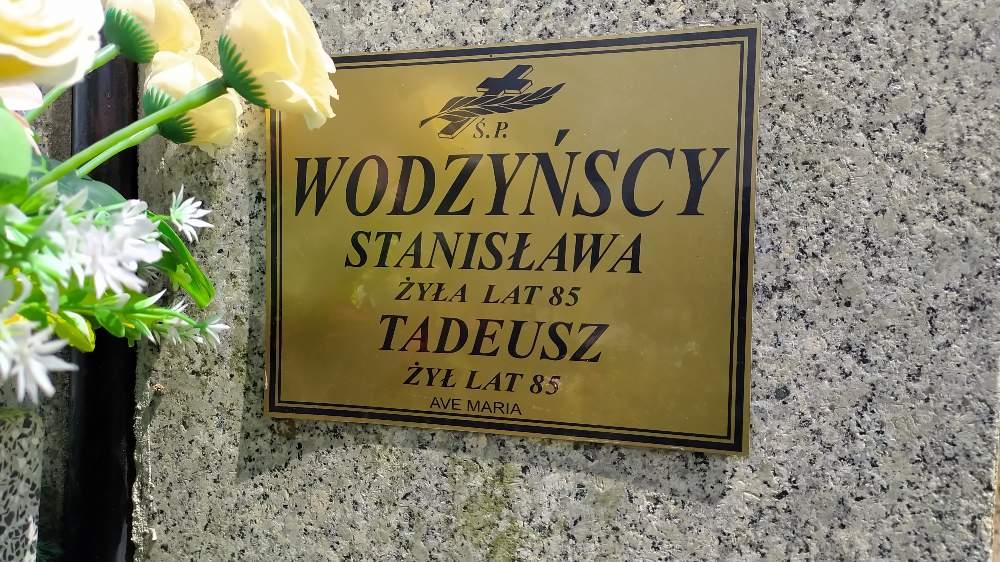 Ś.P.
WODZYŃSCY
STANISŁAWA
ŻYŁA LAT 85
TADEUSZ
ŻYŁ LAT 85
AVE MARIA